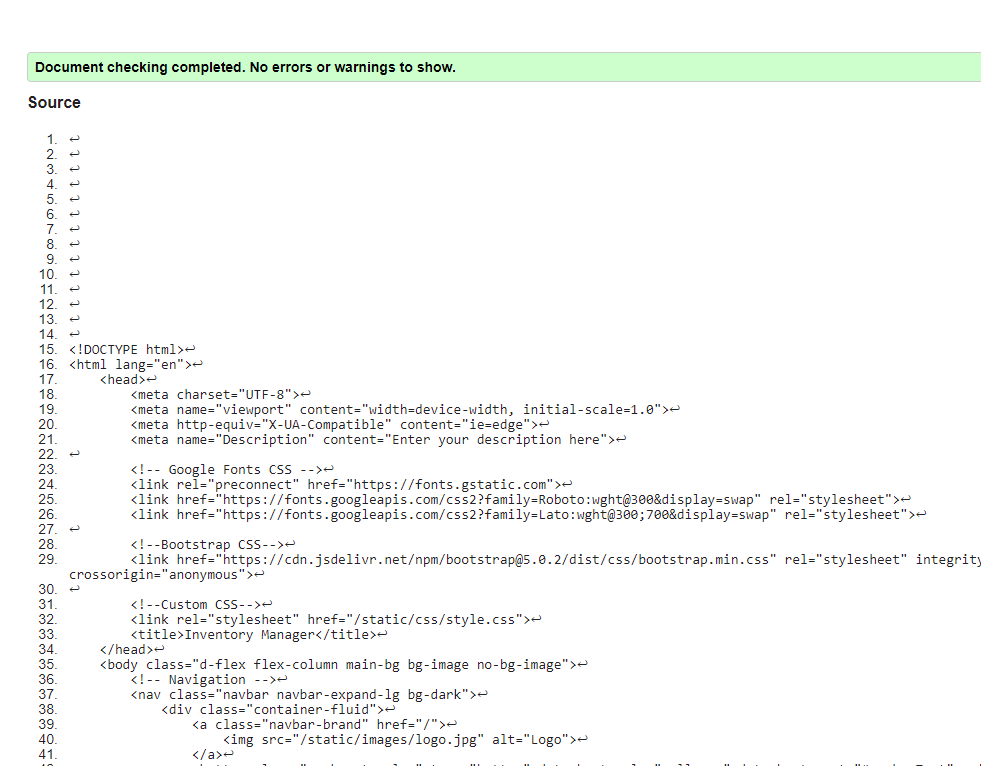 Document checking completed. No errors or warnings to show.
Source
1. ↩
2. ↩
3. ↩
4. ↩
5. ↩
6. ↩
7. ↩
8. ↩
9. ↩
10. ↩
11. ↩
12. ↩
13. ↩
14. ↩
15. <!DOCTYPE html>↩
16. <html lang="en">↩
17. <head>↩
18. <meta charset="UTF-8">↩
19. <meta name="viewport" content="width=device-width, initial-scale=1.0">↩
20. <meta http-equiv="X-UA-Compatible" content="ie=edge">↩
21. <meta name="Description" content="Enter your description here">↩
22. ↩
23. <!-- Google Fonts CSS -->↩
24. <link rel="preconnect" href="https://fonts.gstatic.com">↩
25. <link href="https://fonts.googleapis.com/css2?family=Roboto:wght@300&display=swap" rel="stylesheet">↩
26. <link href="https://fonts.googleapis.com/css2?family=Lato:wght@300;700&display=swap" rel="stylesheet">↩
27. ↩
28. <!--Bootstrap CSS-->↩
29. <link href="https://cdn.jsdelivr.net/npm/bootstrap@5.0.2/dist/css/bootstrap.min.css" rel="stylesheet" integrity
crossorigin="anonymous">↩
30. ↩
31. <!--Custom CSS-->↩
32. <link rel="stylesheet" href="/static/css/style.css">↩
33. <title>Inventory Manager</title>↩
34. </head>↩
35. <body class="d-flex flex-column main-bg bg-image no-bg-image">↩
36. <!-- Navigation -->↩
37. <nav class="navbar navbar-expand-lg bg-dark">↩
38. <div class="container-fluid">↩
39. <a class="navbar-brand" href="/">↩
40. <img src="/static/images/logo.jpg" alt="Logo">↩
41. </a>↩